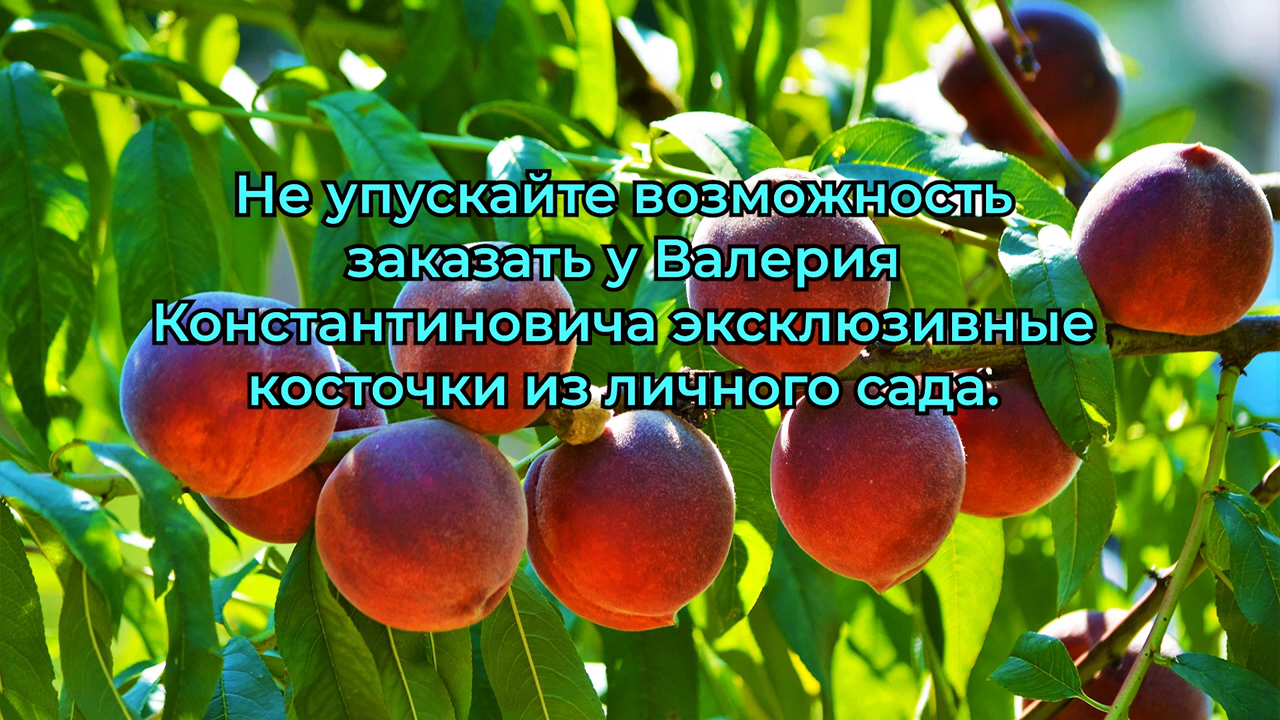 Не упускайте возможность
заказать у Валерия
Константиновича эксклюзивные
косточки из личного сада.